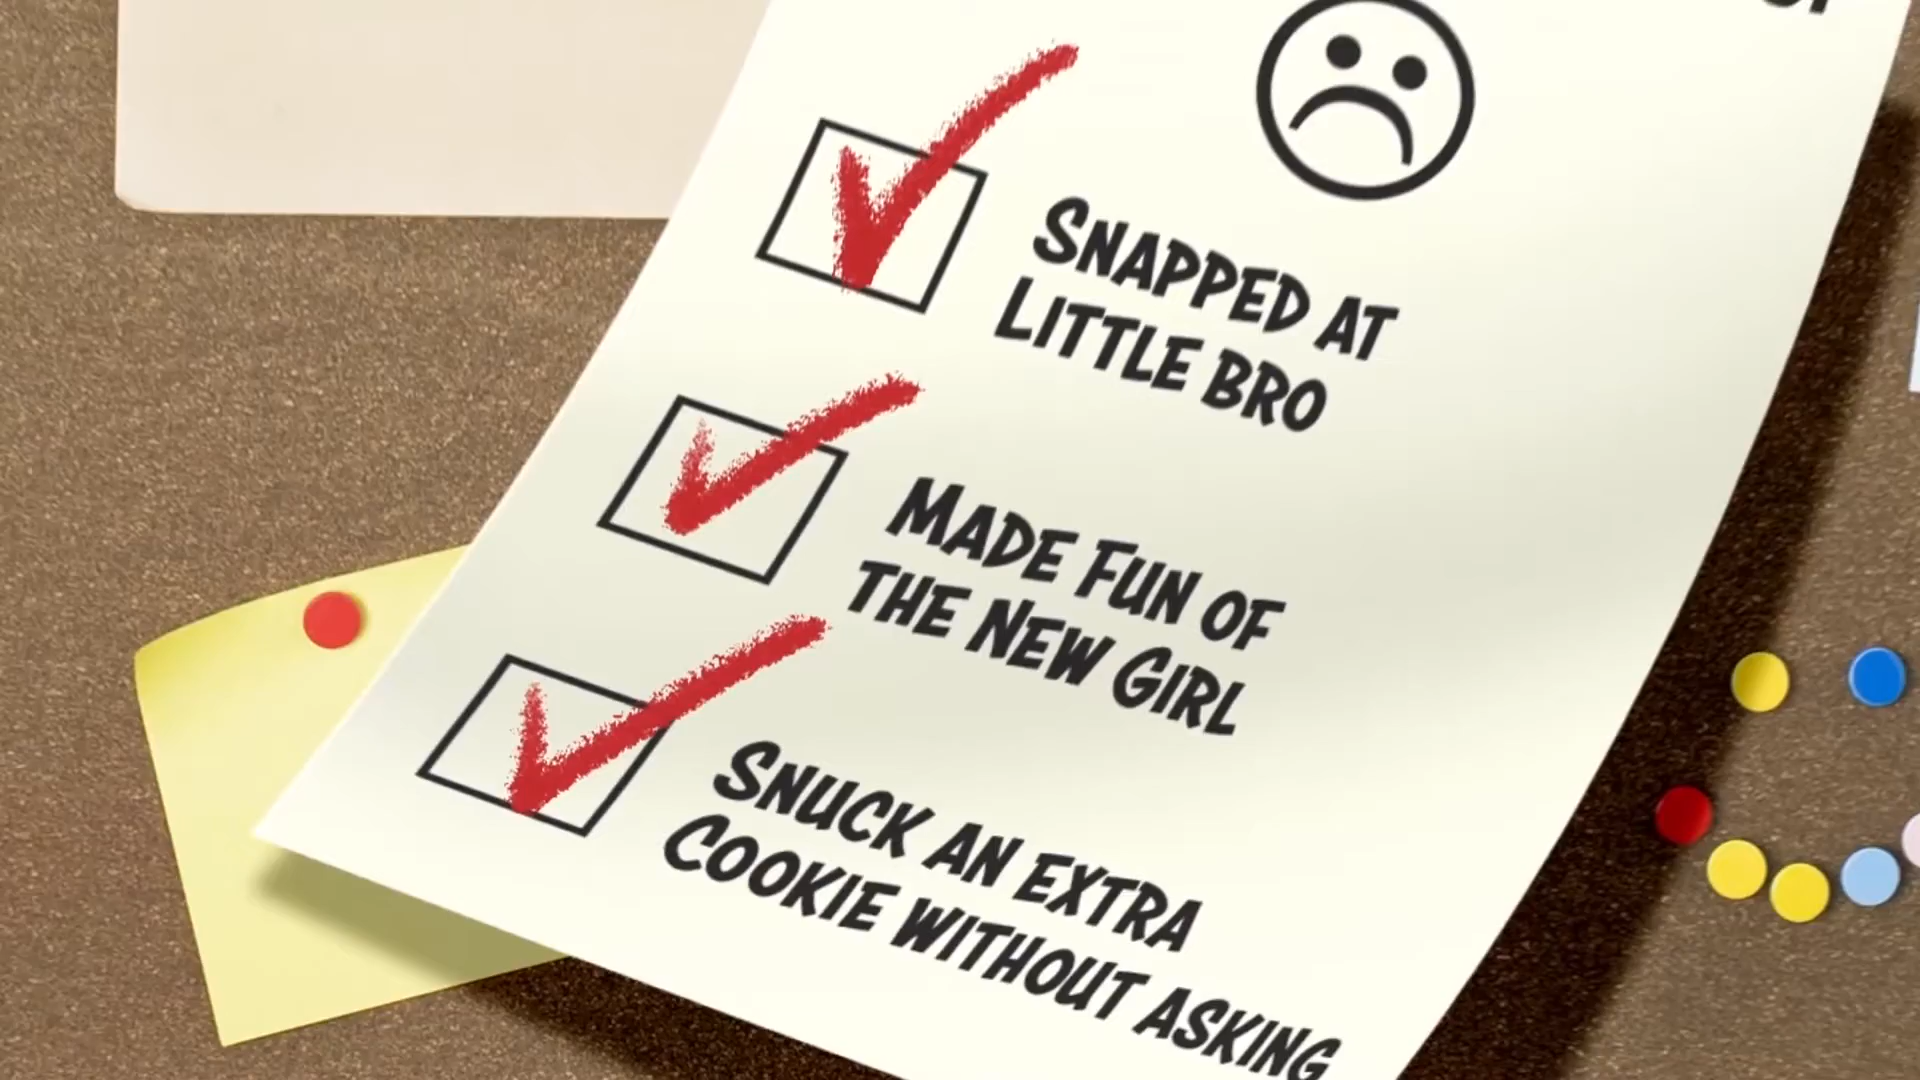 SNAPPED AT
LITTLE BRO
MADE FUN OF
THE NEW GIRL
SNUCK AN EXTRA
COOKIE WITHOUT ASKING